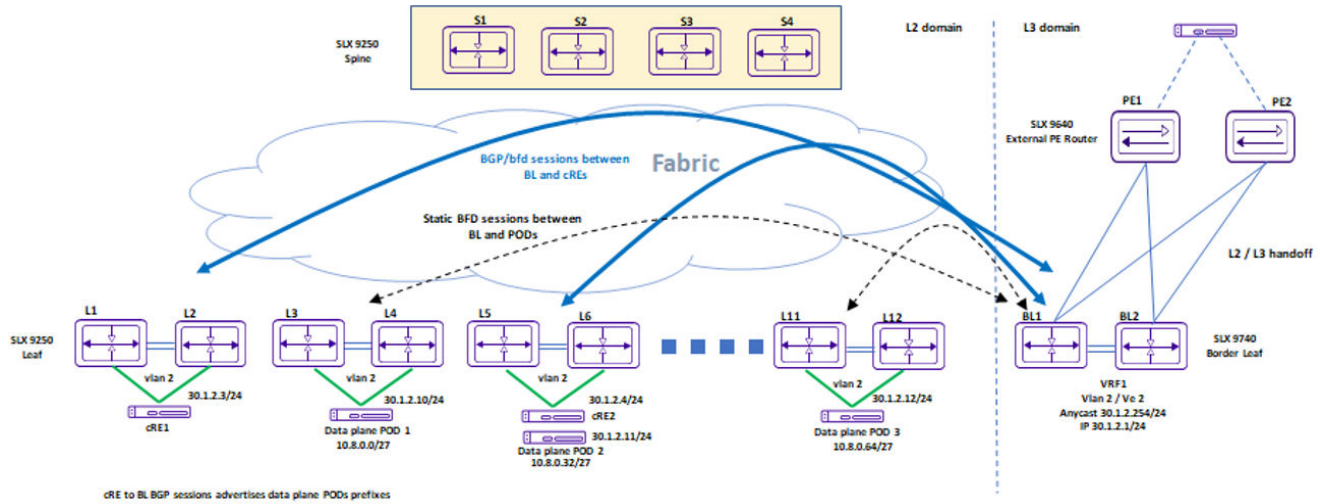 S1
S2
S3
S4
L2 domain
L3 domain
SLX 9250
Spine
PE1
PE2
SLX 9640
External PE Router
BGP/bfd sessions between
BL and cREs
Fabric
Static BFD sessions between
BL and PODs
L2 / L3 handoff
L1
L2
L3
L4
L5
L6
L11
L12
BL1
BL2
SLX 9250
Leaf
SLX 9740
Border Leaf
vlan 2
vlan 2
vlan 2
vlan 2
30.1.2.3/24
30.1.2.10/24
30.1.2.4/24
30.1.2.12/24
cRE1
Data plane POD 1
10.8.0.0/27
cRE2
30.1.2.11/24
Data plane POD 2
10.8.0.32/27
Data plane POD 3
10.8.0.64/27
VRF1
Vlan 2 / Ve 2
Anycast 30.1.2.254/24
IP 30.1.2.1/24
cRE to BL BGP sessions advertises data plane PODs prefixes